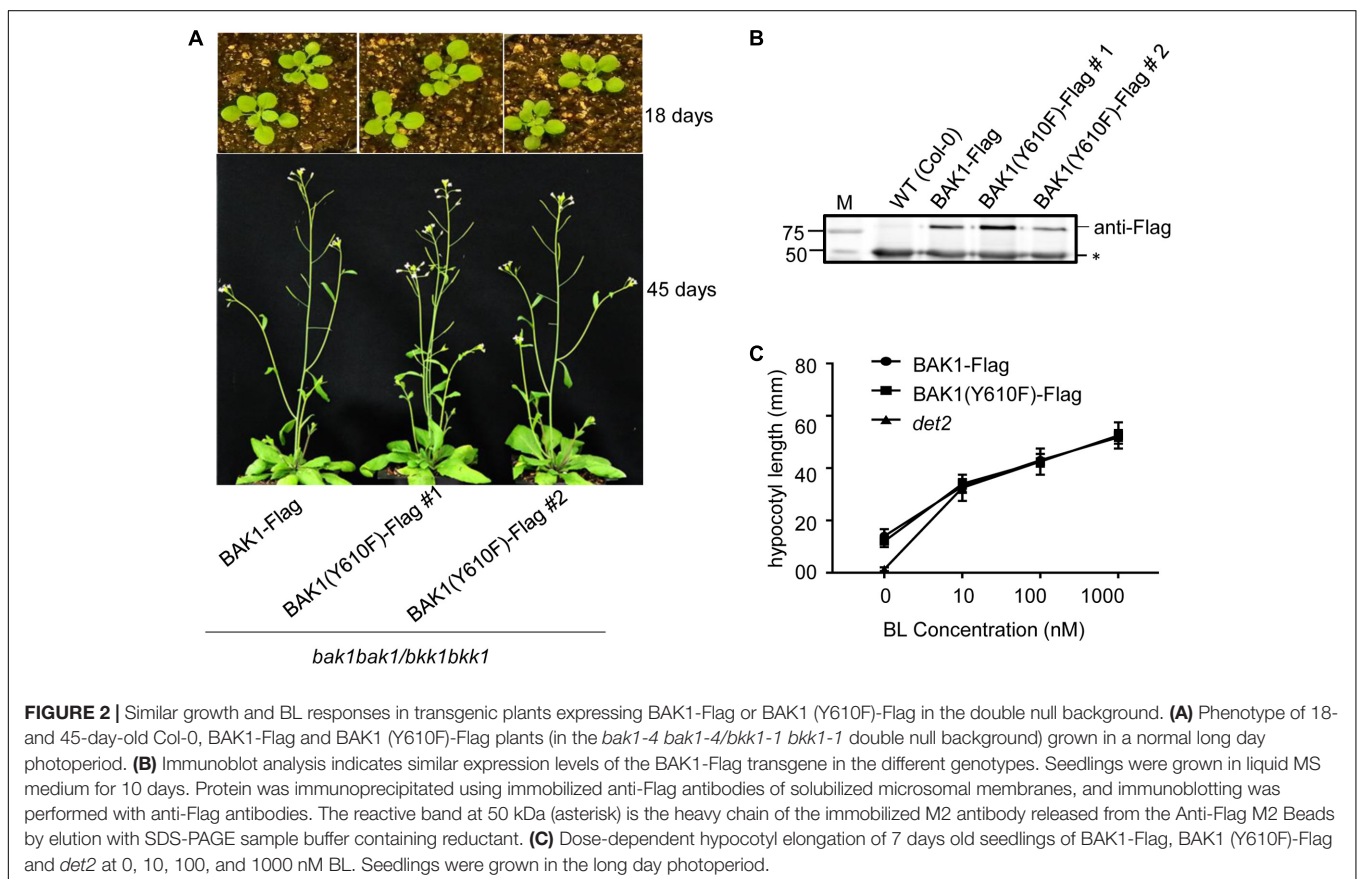 A
18 days
45 days
BAK1-Flag
BAK1(Y610F)-Flag #1
BAK1(Y610F)-Flag #2
bak1bak1/bkk1bkk1
B
M
WT (Col-0)
BAK1-Flag
BAK1(Y610F)-Flag # 1
BAK1(Y610F)-Flag # 2
75
50
anti-Flag
*
C
80
60
40
20
00
hypocotyl length (mm)
BAK1-Flag
BAK1(Y610F)-Flag
det2
0 10 100 1000
BL Concentration (nM)
FIGURE 2 | Similar growth and BL responses in transgenic plants expressing BAK1-Flag or BAK1 (Y610F)-Flag in the double null background. (A) Phenotype of 18-
and 45-day-old Col-0, BAK1-Flag and BAK1 (Y610F)-Flag plants (in the bak1-4 bak1-4/bkk1-1 bkk1-1 double null background) grown in a normal long day
photoperiod. (B) Immunoblot analysis indicates similar expression levels of the BAK1-Flag transgene in the different genotypes. Seedlings were grown in liquid MS
medium for 10 days. Protein was immunoprecipitated using immobilized anti-Flag antibodies of solubilized microsomal membranes, and immunoblotting was
performed with anti-Flag antibodies. The reactive band at 50 kDa (asterisk) is the heavy chain of the immobilized M2 antibody released from the Anti-Flag M2 Beads
by elution with SDS-PAGE sample buffer containing reductant. (C) Dose-dependent hypocotyl elongation of 7 days old seedlings of BAK1-Flag, BAK1 (Y610F)-Flag
and det2 at 0, 10, 100, and 1000 nM BL. Seedlings were grown in the long day photoperiod.